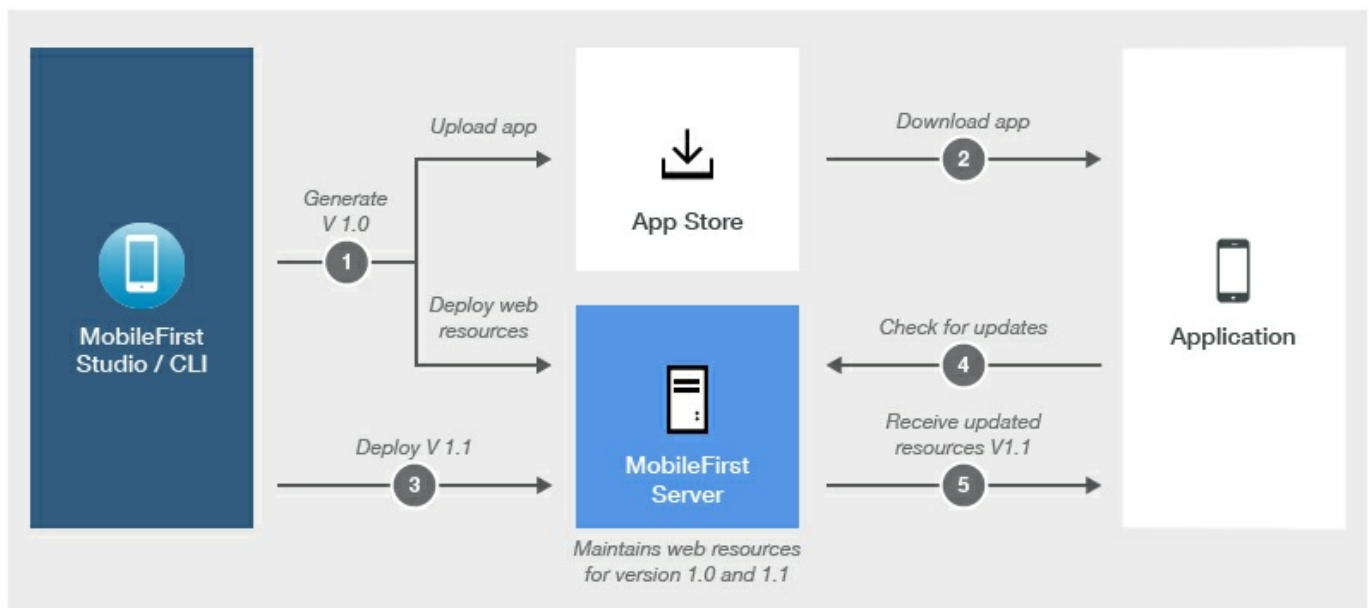 Upload app
Generate
V 1.0
1
Deploy web
resources
MobileFirst
Studio / CLI
Deploy V 1.1
3
App Store
MobileFirst
Server
Maintains web resources
for version 1.0 and 1.1
Download app
2
Check for updates
4
Receive updated
resources V1.1
5
Application